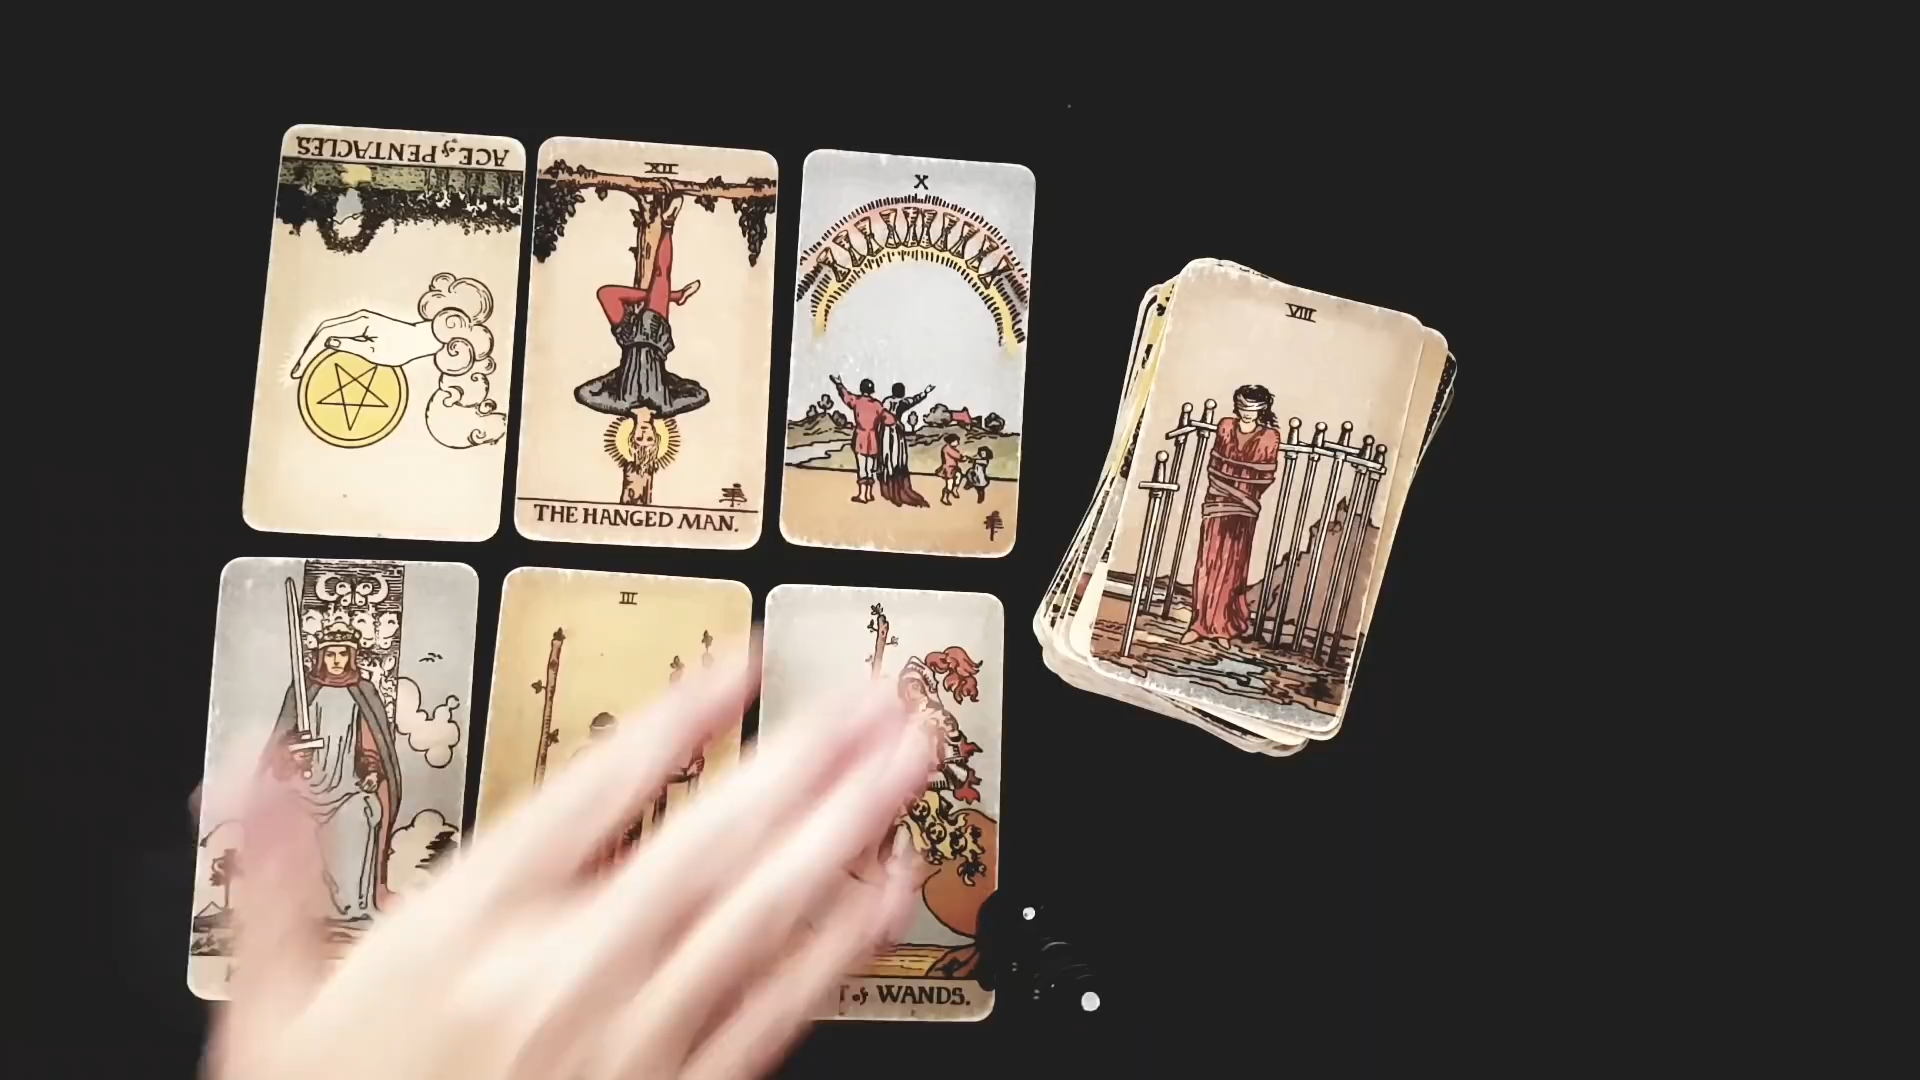 ACE of PENTACLES
XII
THE HANGED MAN.
X
VIII
III
T of WANDS.